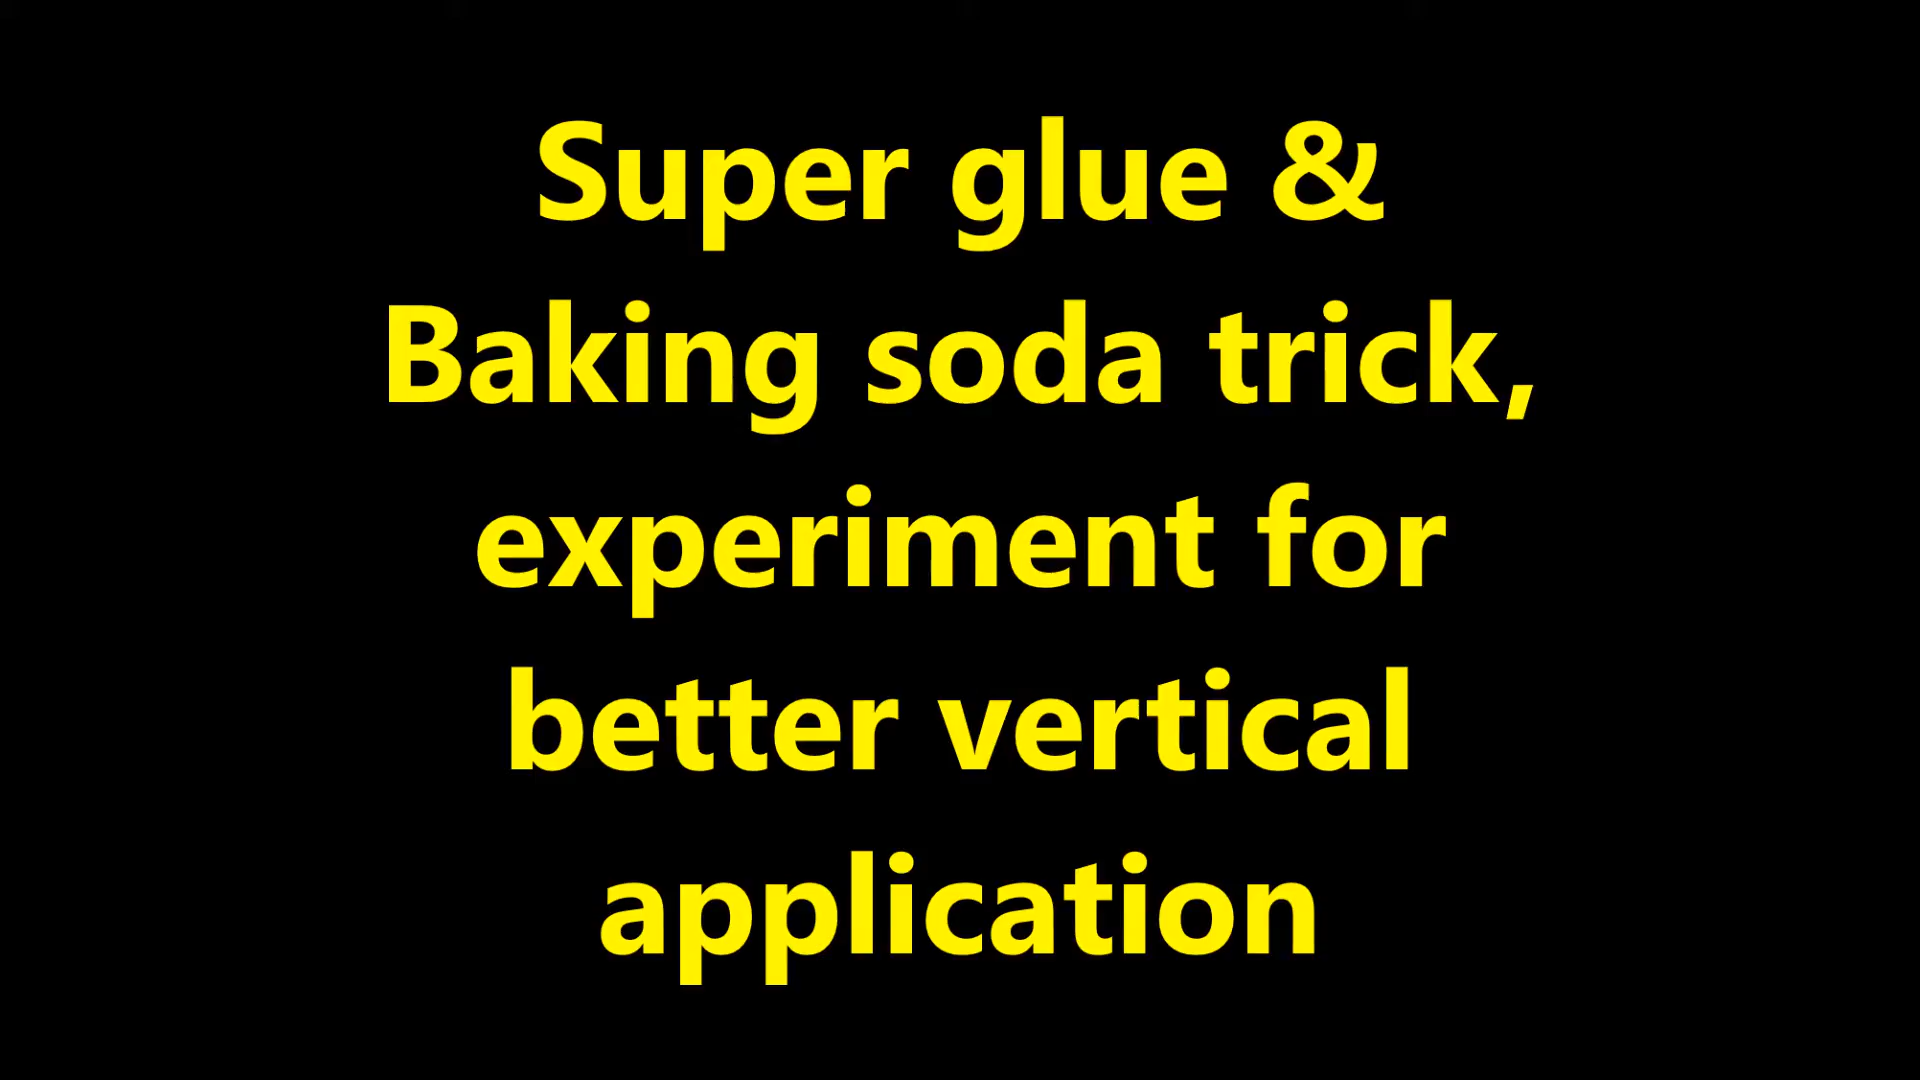 Super glue &
Baking soda trick,
experiment for
better vertical
application